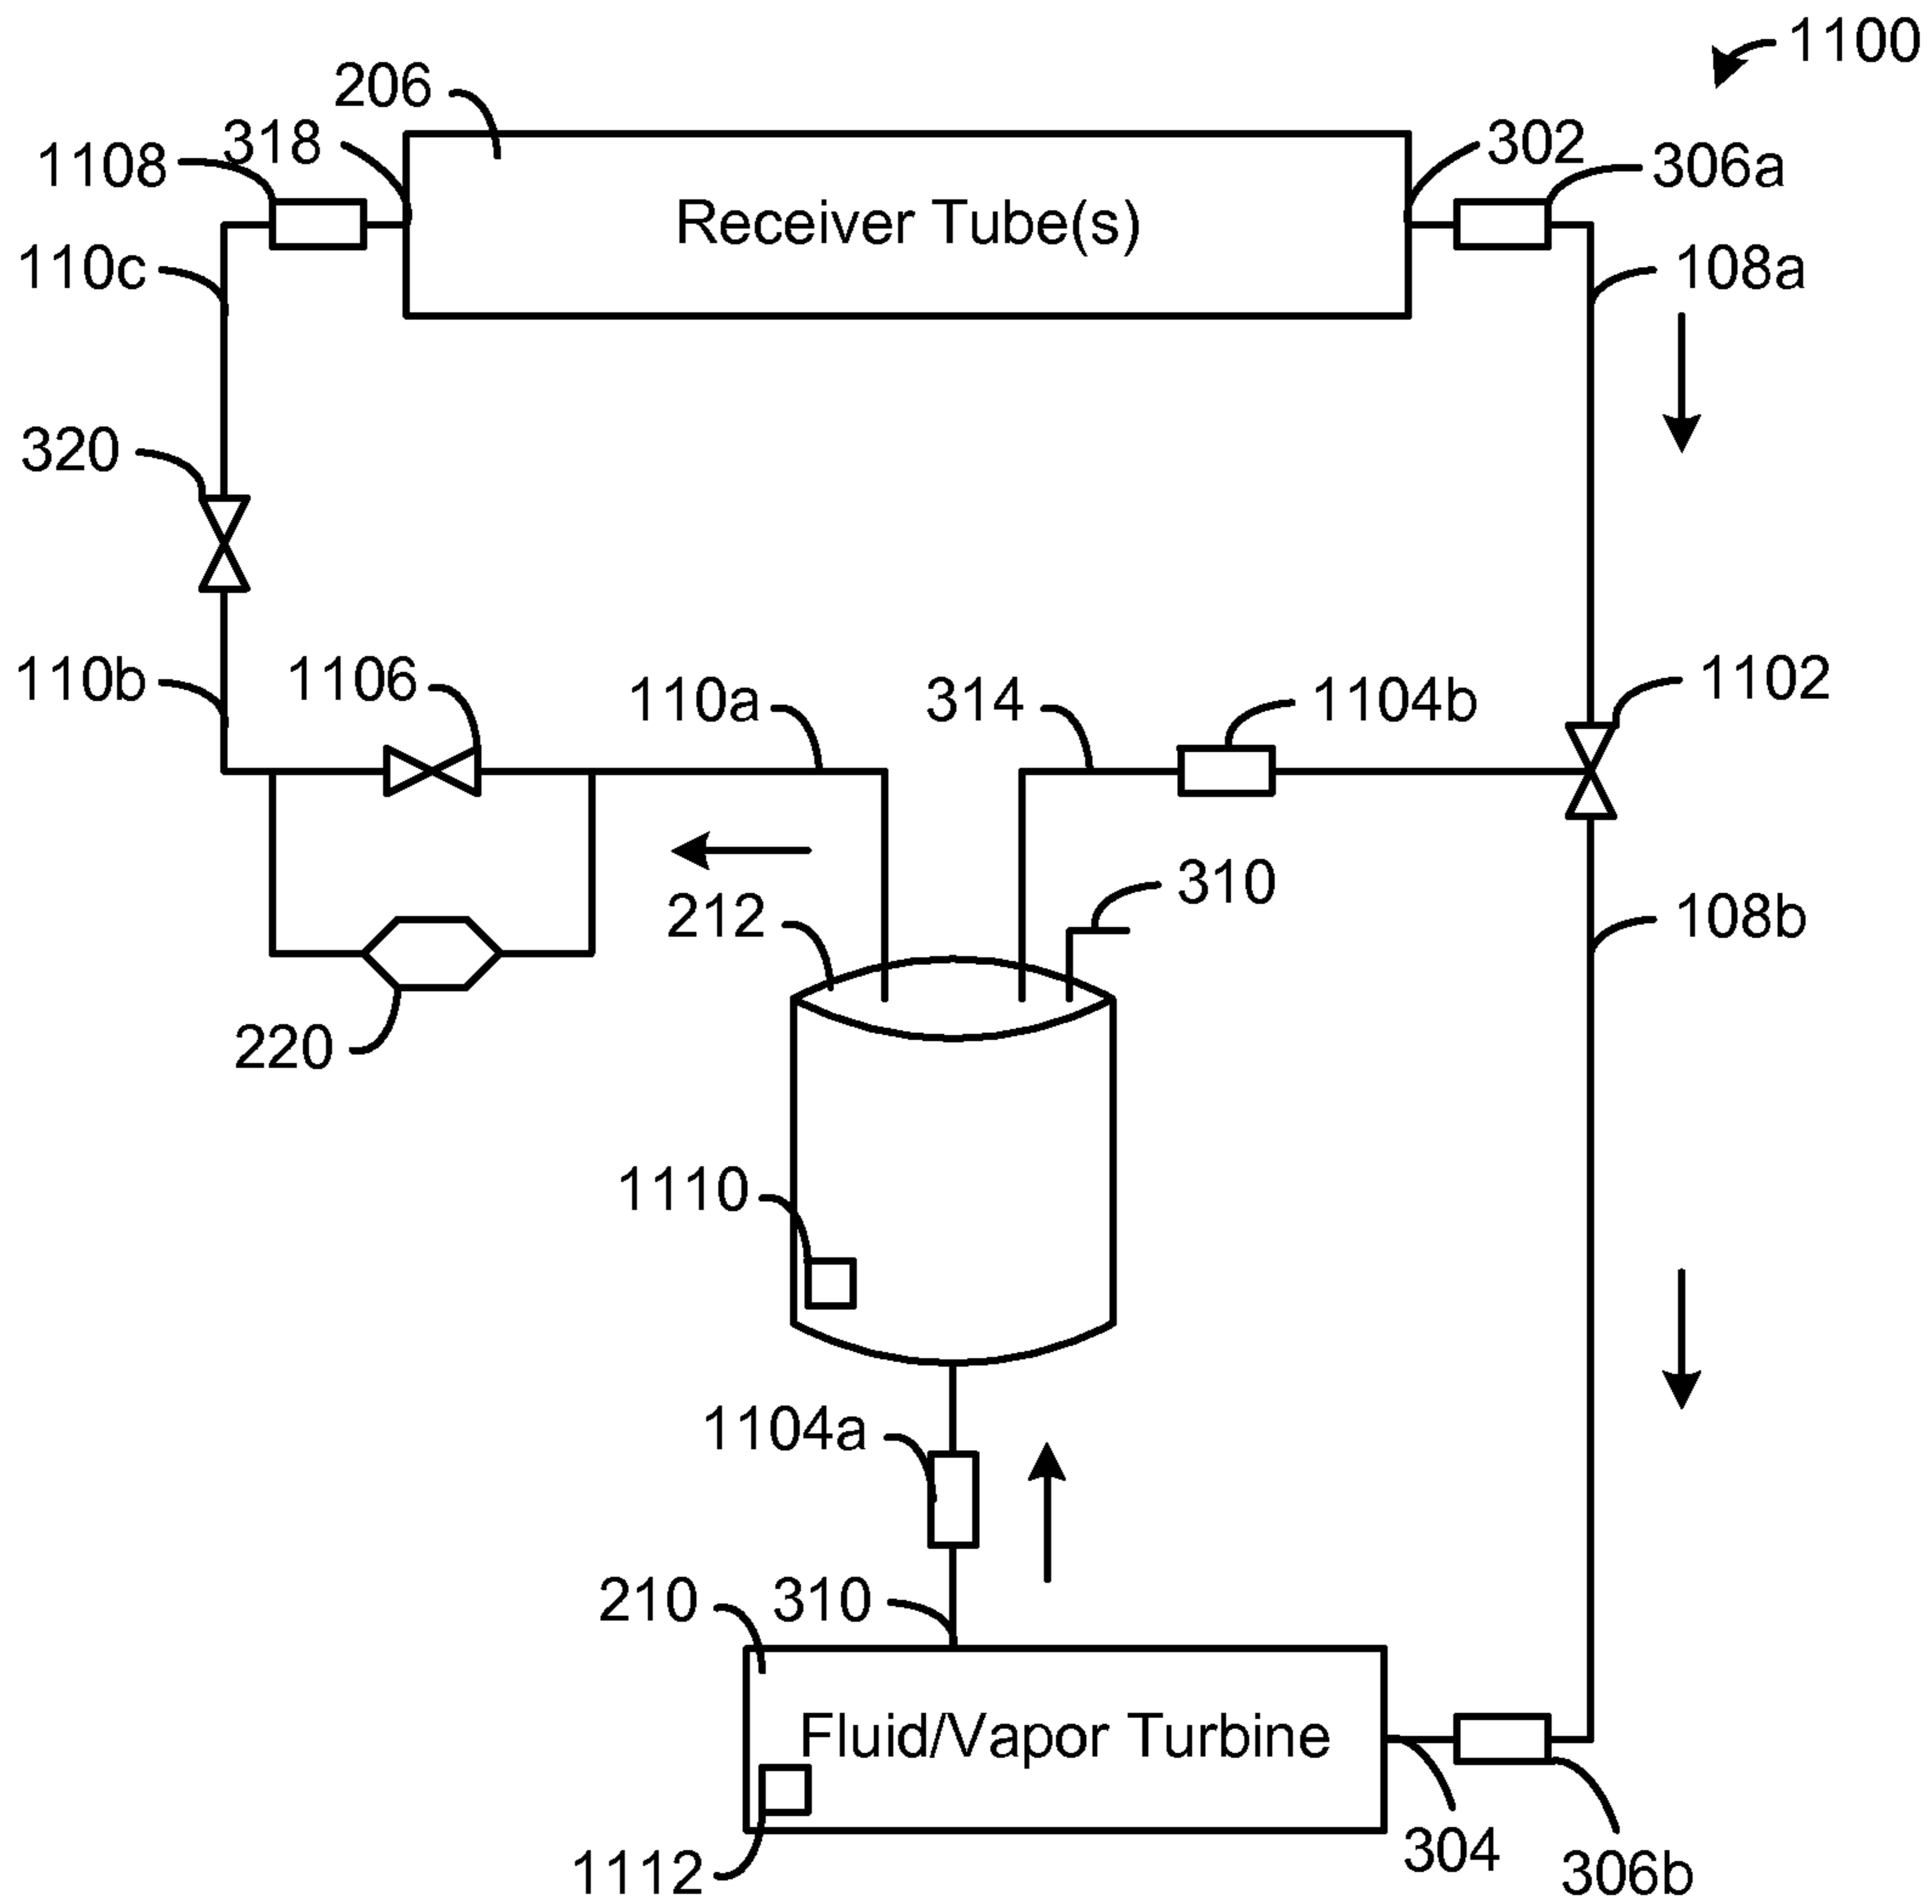 1100
206
318
302
1108
306a
Receiver Tube(s)
110c
108a
320
110b
1106
110a
314
1104b
1102
310
212
108b
220
1110
1104a
210
310
Fluid/Vapor Turbine
304
1112
306b